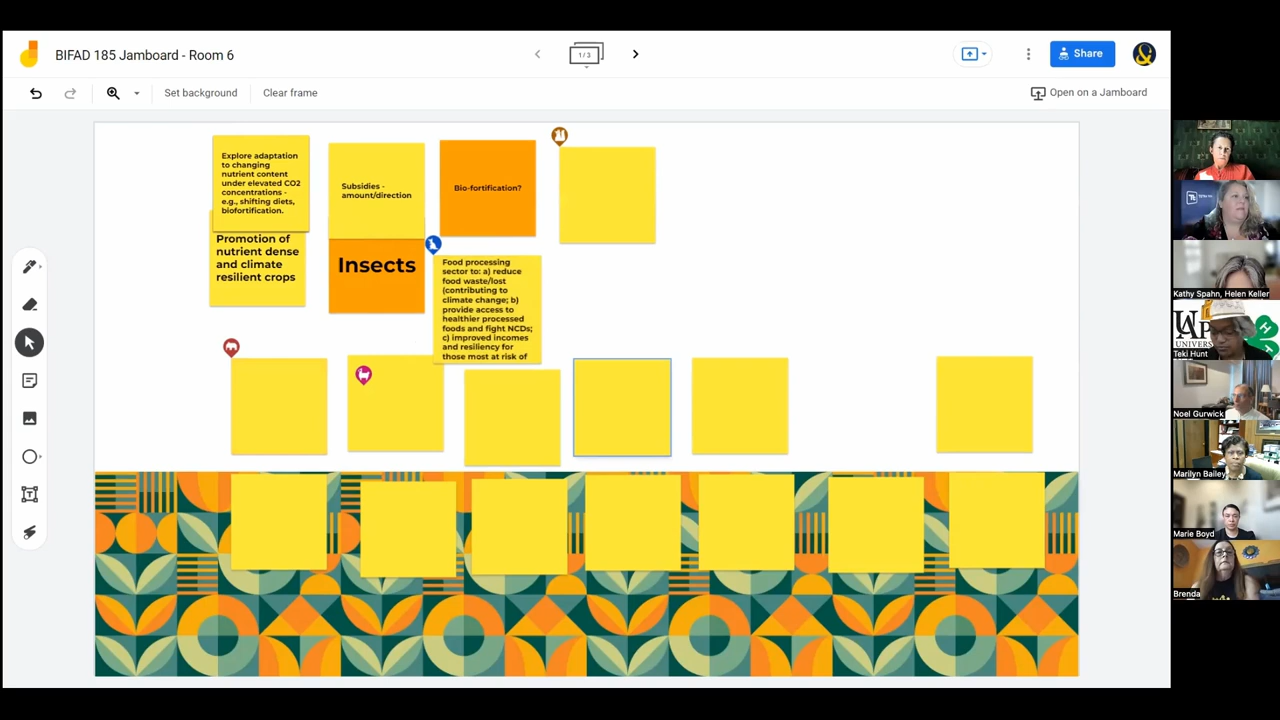 BIFAD 185 Jamboard - Room 6
1/3
Share
Set background
Clear frame
Open on a Jamboard
Explore adaptation
to changing
nutrient content
under elevated CO2
concentrations -
e.g., shifting diets,
biofortification.
Subsidies -
amount/direction
Bio-fortification?
Promotion of
nutrient dense
and climate
resilient crops
Insects
Food processing
sector to: a) reduce
food waste/lost
(contributing to
climate change; b)
provide access to
healthier processed
foods and fight NCDs;
c) improved incomes
and resiliency for
those most at risk of
Kathy Spahn, Helen Keller
Teki Hunt
Noel Gurwick
Marilyn Bailey
Marie Boyd
Brenda